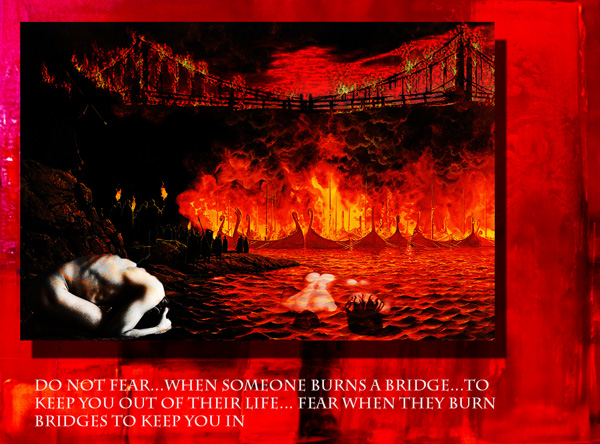 DO NOT FEAR...WHEN SOMEONE BURNS A BRIDGE...TO
KEEP YOU OUT OF THEIR LIFE... FEAR WHEN THEY BURN
BRIDGES TO KEEP YOU IN